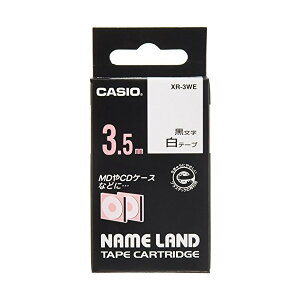 XR-3WE
CASIO
3.5mm
黒文字
白テープ
MDやCDケース
などに…
NAME LAND
TAPE CARTRIDGE